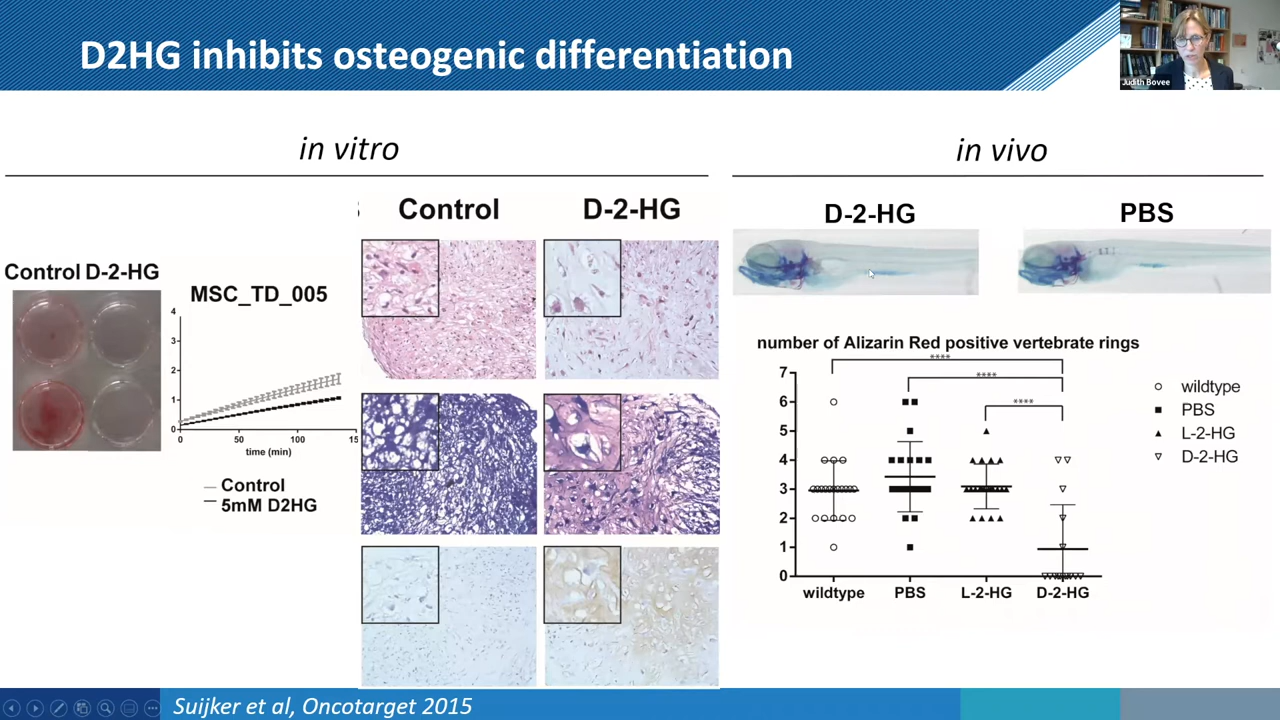 D2HG inhibits osteogenic differentiation
Judith Bovee
in vitro
in vivo
Control D-2-HG
MSC_TD_005
4
3
2
1
0
0 50 100 15
time (min)
Control
5mM D2HG
Control
D-2-HG
D-2-HG
PBS
number of Alizarin Red positive vertebrate rings
****
****
****
7
6
5
4
3
2
1
0
wildtype PBS L-2-HG D-2-HG
wildtype
PBS
L-2-HG
D-2-HG
Suijker et al, Oncotarget 2015